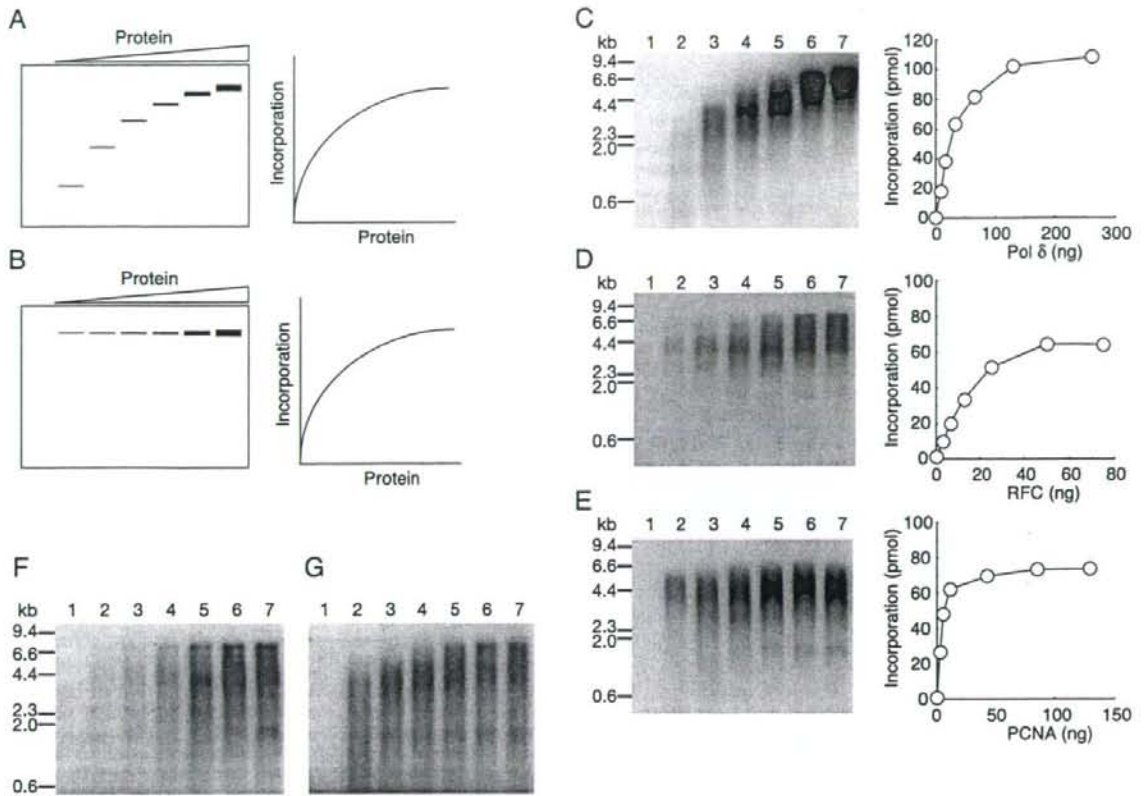 A
Protein
Incorporation
Protein
B
Protein
Incorporation
Protein
C
kb 1 2 3 4 5 6 7
9.4
6.6
4.4
2.3
2.0
0.6
Incorporation (pmol)
120
100
80
60
40
20
0
0 100 200 300
Pol δ (ng)
D
kb 1 2 3 4 5 6 7
9.4
6.6
4.4
2.3
2.0
0.6
Incorporation (pmol)
100
80
60
40
20
0
0 20 40 60 80
RFC (ng)
E
kb 1 2 3 4 5 6 7
9.4
6.6
4.4
2.3
2.0
0.6
Incorporation (pmol)
100
80
60
40
20
0
0 50 100 150
PCNA (ng)
F
kb 1 2 3 4 5 6 7
9.4
6.6
4.4
2.3
2.0
0.6
G
1 2 3 4 5 6 7